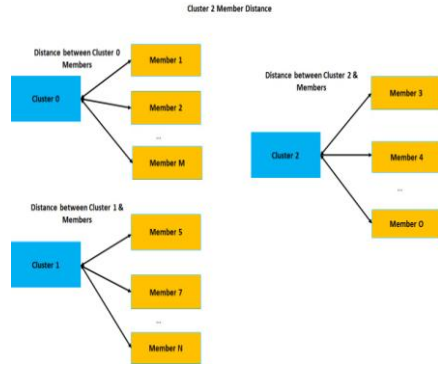 Cluster 2 Member Distance
Distance between Cluster 0
Members
Cluster 0
Member 1
Member 2
...
Member M
Distance between Cluster 1 &
Members
Cluster 1
Member 5
Member 7
...
Member N
Distance between Cluster 2 &
Members
Cluster 2
Member 3
Member 4
...
Member O